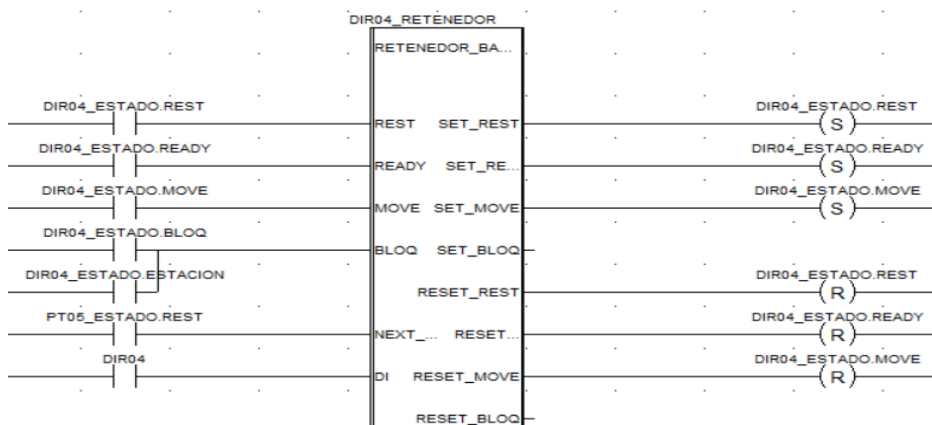 DIR04_RETENEDOR
RETENEDOR_BA...
DIR04_ESTADO.REST
DIR04_ESTADO.REST
REST SET_REST
(S)
DIR04_ESTADO.READY
DIR04_ESTADO.READY
READY SET_RE...
(S)
DIR04_ESTADO.MOVE
DIR04_ESTADO.MOVE
MOVE SET_MOVE
(S)
DIR04_ESTADO.BLOQ
BLOQ SET_BLOQ
DIR04_ESTADO.ESTACION
DIR04_ESTADO.REST
RESET_REST
(R)
PT05_ESTADO.REST
DIR04_ESTADO.READY
NEXT_... RESET...
(R)
DIR04
DIR04_ESTADO.MOVE
DI RESET_MOVE
(R)
RESET_BLOQ